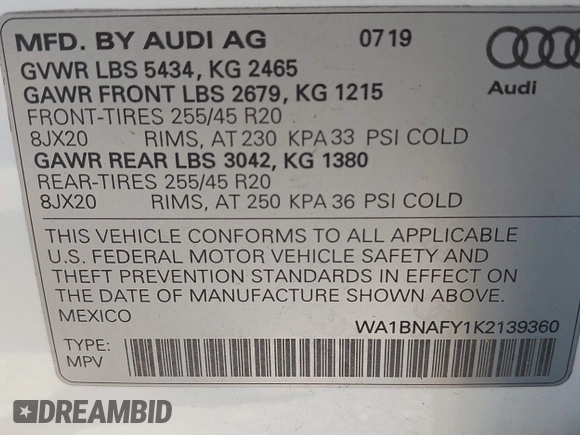 MFD. BY AUDI AG 0719
GVWR LBS 5434, KG 2465
GAWR FRONT LBS 2679, KG 1215
Audi
FRONT-TIRES 255/45 R20
8JX20 RIMS, AT 230 KPA 33 PSI COLD
GAWR REAR LBS 3042, KG 1380
REAR-TIRES 255/45 R20
8JX20 RIMS, AT 250 KPA 36 PSI COLD
THIS VEHICLE CONFORMS TO ALL APPLICABLE
U.S. FEDERAL MOTOR VEHICLE SAFETY AND
THEFT PREVENTION STANDARDS IN EFFECT ON
THE DATE OF MANUFACTURE SHOWN ABOVE.
MEXICO
WA1BNAFY1K2139360
TYPE:
MPV
DREAMBID